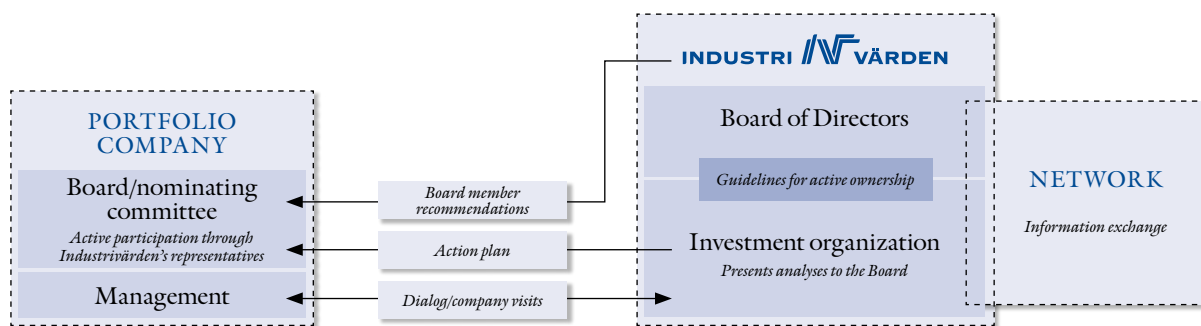 INDUSTRI VÄRDEN
PORTFOLIO
COMPANY
Board/nominating
committee
Active participation through
Industrivärden's representatives
Management
Board member
recommendations
Action plan
Dialog/company visits
Board of Directors
Guidelines for active ownership
Investment organization
Presents analyses to the Board
NETWORK
Information exchange